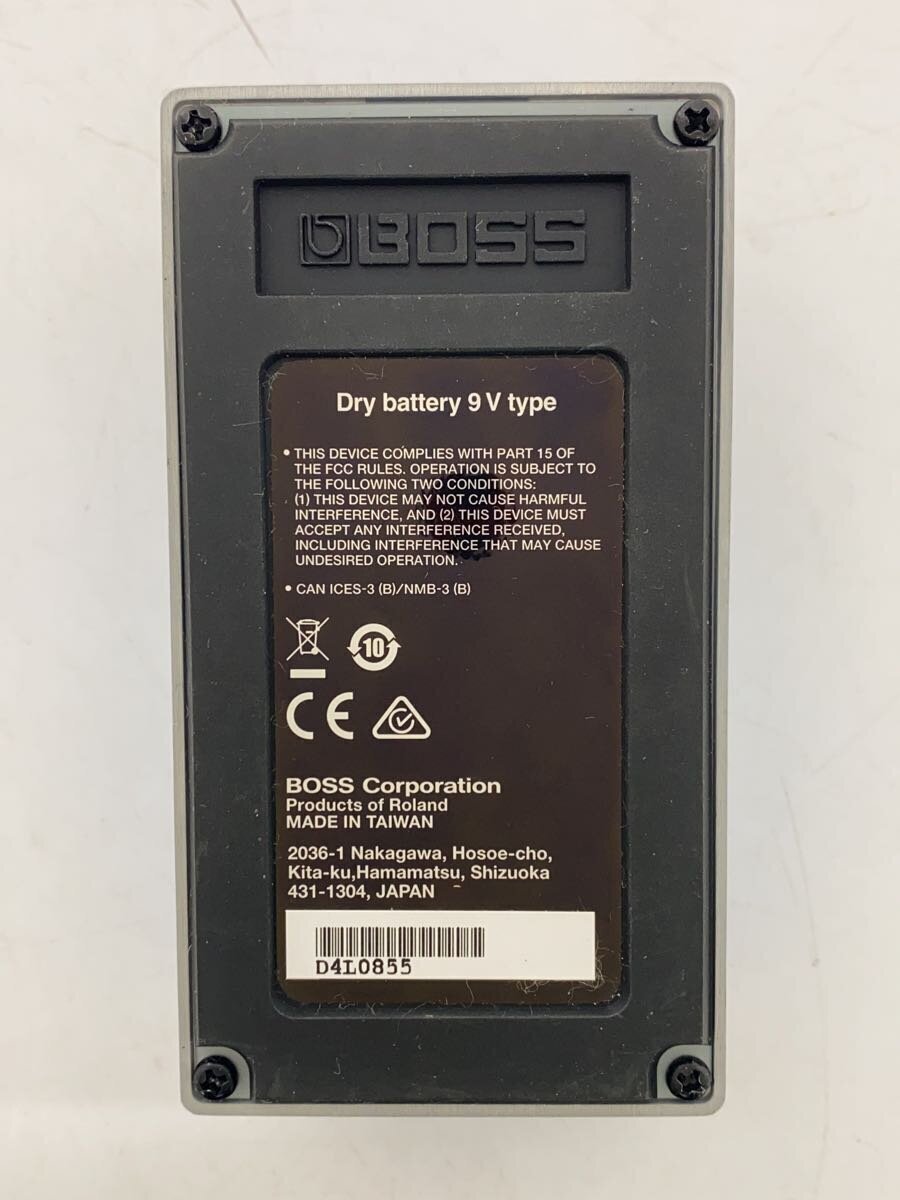 BOSS
Dry battery 9 V type
• THIS DEVICE COMPLIES WITH PART 15 OF
THE FCC RULES. OPERATION IS SUBJECT TO
THE FOLLOWING TWO CONDITIONS:
(1) THIS DEVICE MAY NOT CAUSE HARMFUL
INTERFERENCE, AND (2) THIS DEVICE MUST
ACCEPT ANY INTERFERENCE RECEIVED,
INCLUDING INTERFERENCE THAT MAY CAUSE
UNDESIRED OPERATION.
• CAN ICES-3 (B)/NMB-3 (B)
10
CE
BOSS Corporation
Products of Roland
MADE IN TAIWAN
2036-1 Nakagawa, Hosoe-cho,
Kita-ku,Hamamatsu, Shizuoka
431-1304, JAPAN
D4L0855